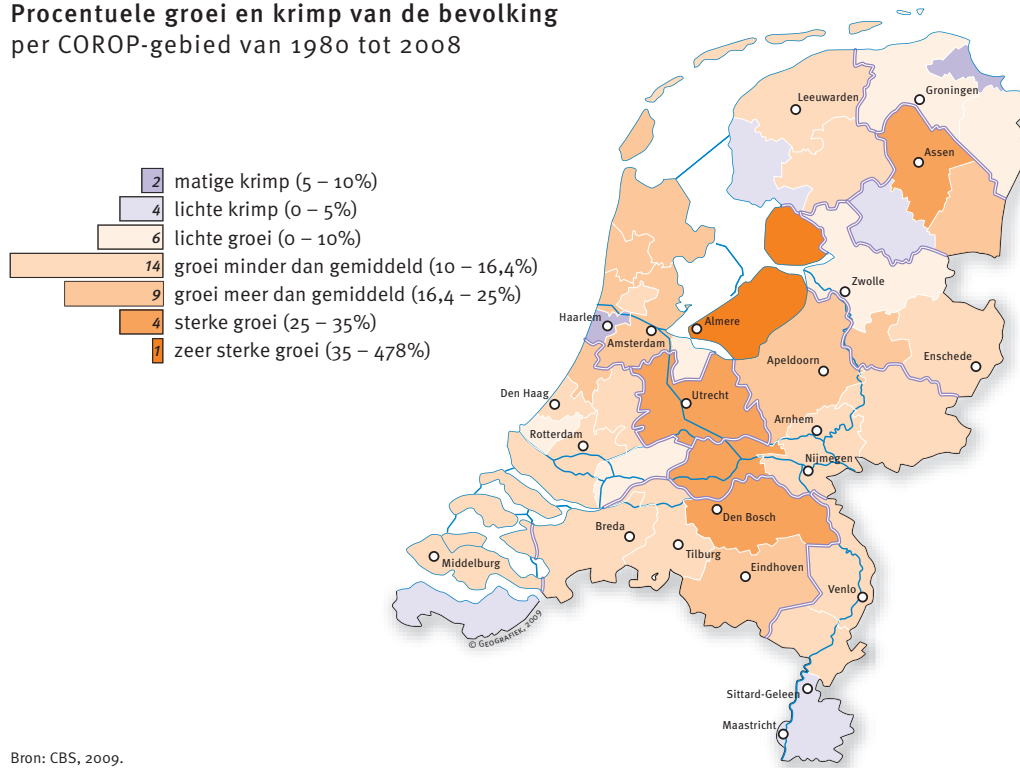 Procentuele groei en krimp van de bevolking
per COROP-gebied van 1980 tot 2008
2 matige krimp (5 – 10%)
4 lichte krimp (0 – 5%)
6 lichte groei (0 – 10%)
14 groei minder dan gemiddeld (10 – 16,4%)
9 groei meer dan gemiddeld (16,4 – 25%)
4 sterke groei (25 – 35%)
1 zeer sterke groei (35 – 478%)
Leeuwarden
Groningen
Assen
Zwolle
Haarlem
Almere
Amsterdam
Apeldoorn
Enschede
Den Haag
Utrecht
Arnhem
Rotterdam
Nijmegen
Den Bosch
Breda
Tilburg
Middelburg
Eindhoven
Venlo
© Geografiek, 2009
Sittard-Geleen
Maastricht
Bron: CBS, 2009.